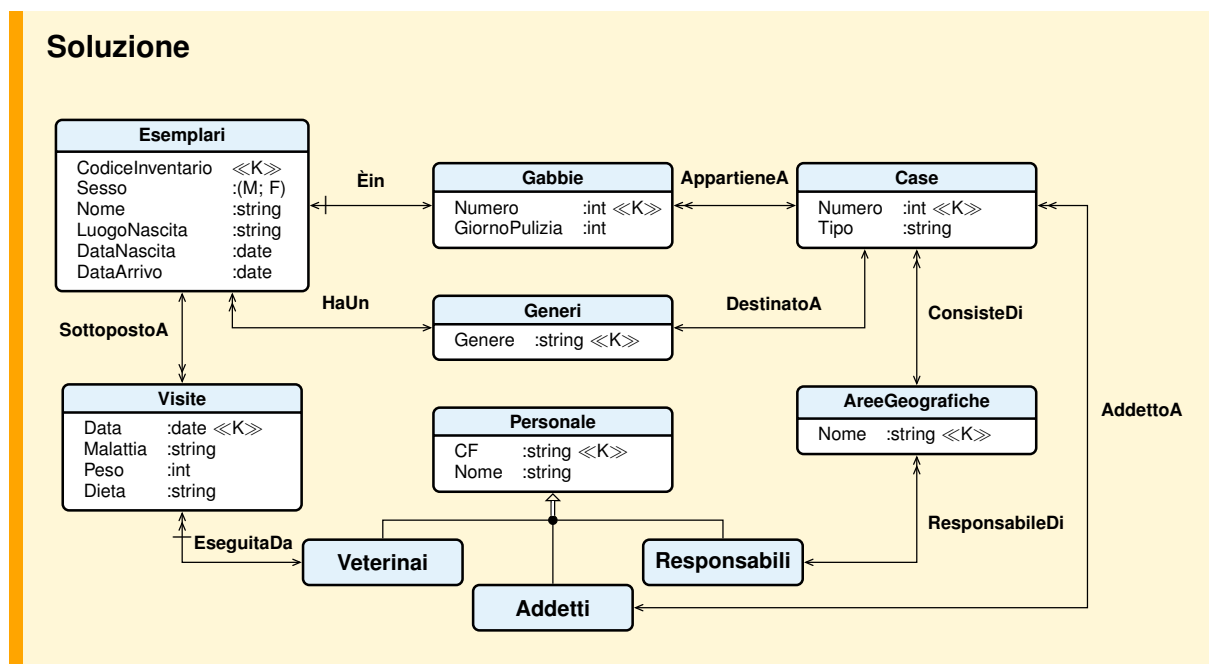 Soluzione
Esemplari
CodiceInventario ≪K≫
Sesso :(M; F)
Nome :string
LuogoNascita :string
DataNascita :date
DataArrivo :date
Èin
Gabbie
Numero :int ≪K≫
GiornoPulizia :int
AppartieneA
Case
Numero :int ≪K≫
Tipo :string
HaUn
Generi
Genere :string ≪K≫
DestinatoA
ConsisteDi
SottopostoA
Visite
Data :date ≪K≫
Malattia :string
Peso :int
Dieta :string
Personale
CF :string ≪K≫
Nome :string
AreeGeografiche
Nome :string ≪K≫
AddettoA
EseguitaDa
Veterinai
Addetti
Responsabili
ResponsabileDi